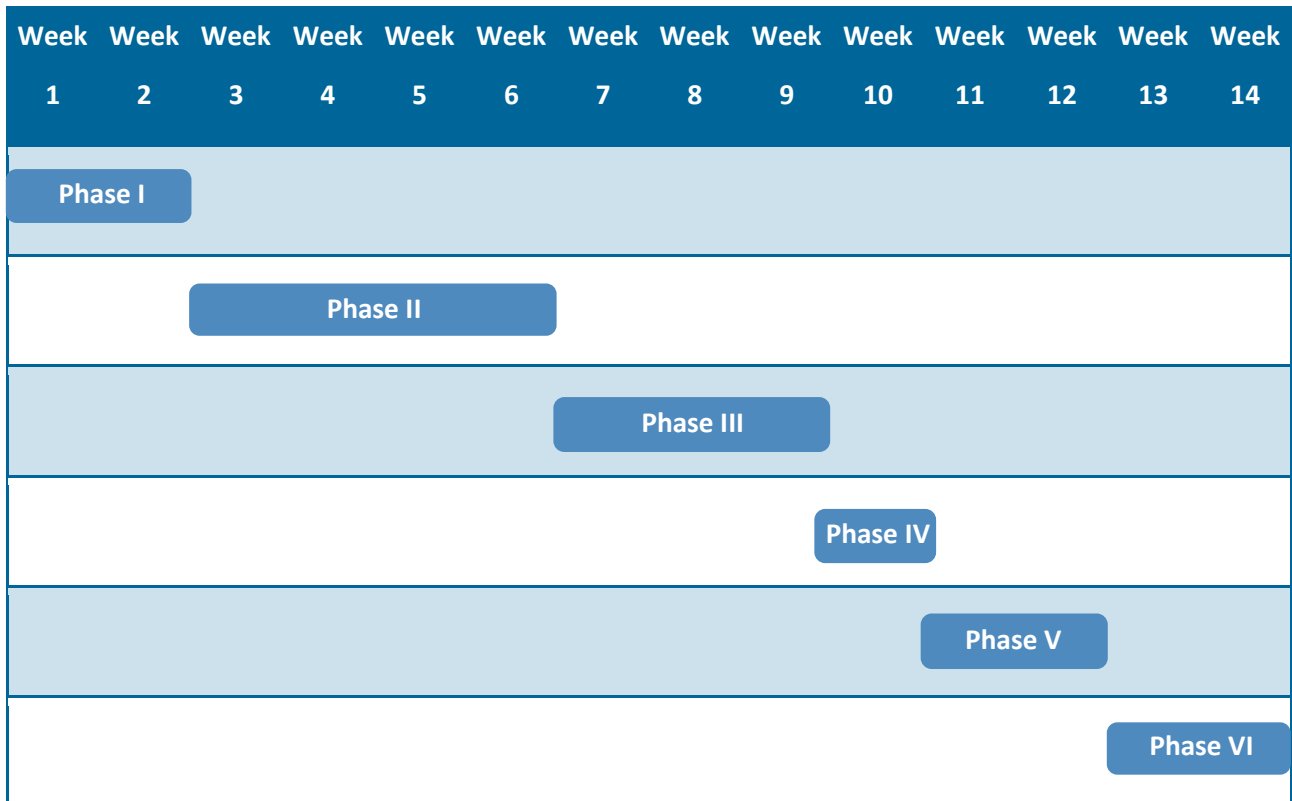 Week Week Week Week Week Week Week Week Week Week Week Week Week Week
1 2 3 4 5 6 7 8 9 10 11 12 13 14
Phase I
Phase II
Phase III
Phase IV
Phase V
Phase VI